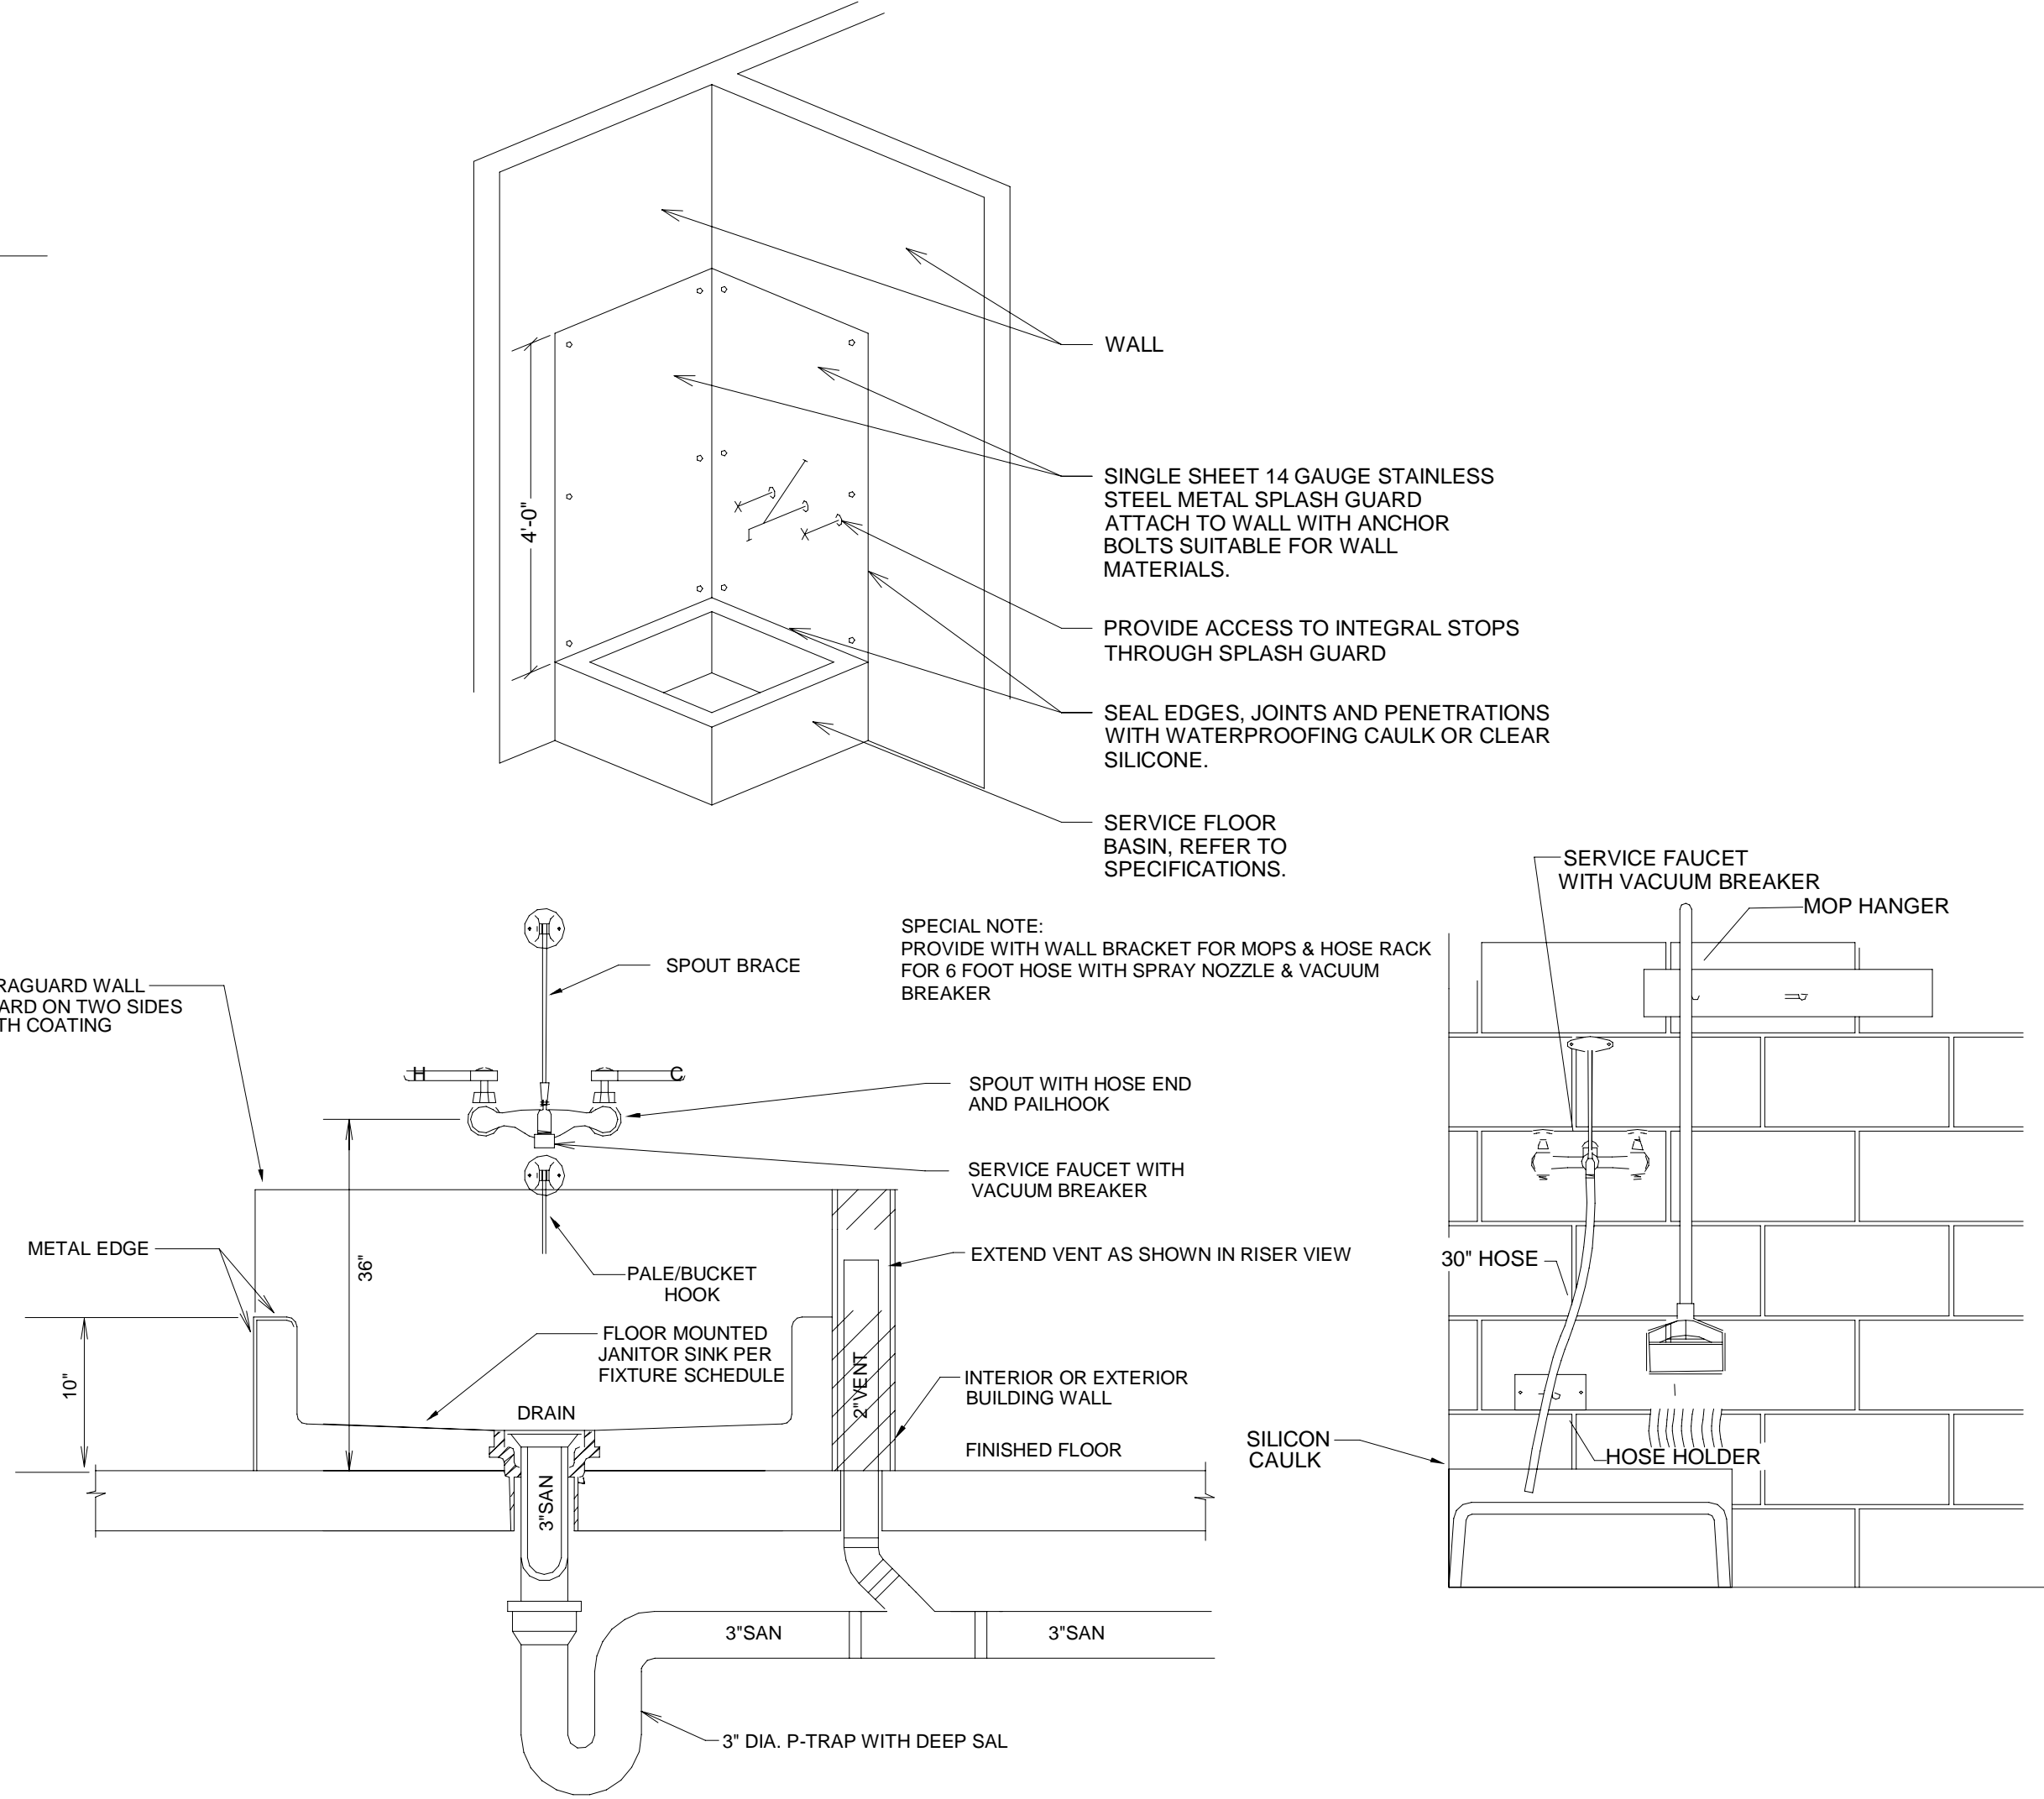 WALL
4'-0"
SINGLE SHEET 14 GAUGE STAINLESS
STEEL METAL SPLASH GUARD
ATTACH TO WALL WITH ANCHOR
BOLTS SUITABLE FOR WALL
MATERIALS.
PROVIDE ACCESS TO INTEGRAL STOPS
THROUGH SPLASH GUARD
SEAL EDGES, JOINTS AND PENETRATIONS
WITH WATERPROOFING CAULK OR CLEAR
SILICONE.
SERVICE FLOOR
BASIN, REFER TO
SPECIFICATIONS.
SPECIAL NOTE:
PROVIDE WITH WALL BRACKET FOR MOPS & HOSE RACK
FOR 6 FOOT HOSE WITH SPRAY NOZZLE & VACUUM
BREAKER
SPOUT BRACE
RAGUARD WALL
ARD ON TWO SIDES
TH COATING
H
C
SPOUT WITH HOSE END
AND PAILHOOK
SERVICE FAUCET WITH
VACUUM BREAKER
METAL EDGE
36"
PALE/BUCKET
HOOK
EXTEND VENT AS SHOWN IN RISER VIEW
FLOOR MOUNTED
JANITOR SINK PER
FIXTURE SCHEDULE
10"
2"VENT
INTERIOR OR EXTERIOR
BUILDING WALL
DRAIN
FINISHED FLOOR
3"SAN
3"SAN
3"SAN
3" DIA. P-TRAP WITH DEEP SAL
SERVICE FAUCET
WITH VACUUM BREAKER
MOP HANGER
30" HOSE
SILICON
CAULK
HOSE HOLDER